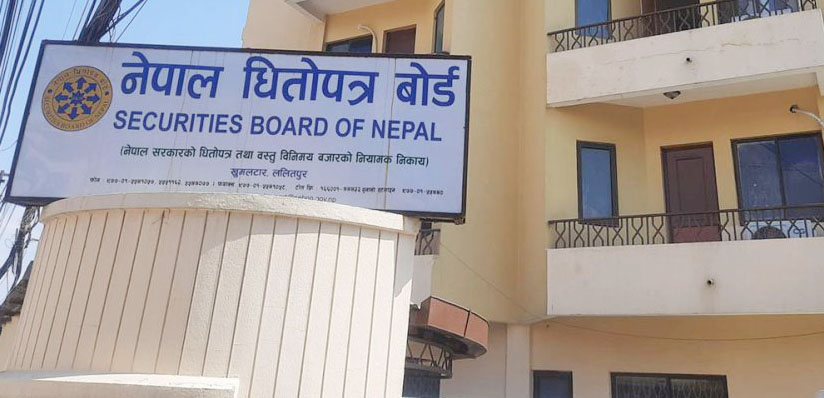 नेपाल धितोपत्र बोर्ड
SECURITIES BOARD OF NEPAL
(नेपाल सरकारको धितोपत्र तथा वस्तु विनिमय बजारको नियामक निकाय)
खुमलटार, ललितपुर
फोन